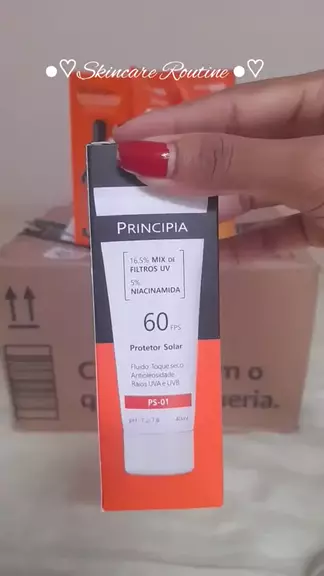 ●♡Skincare Routine ●♡
PRINCIPIA
16,5% MIX DE
FILTROS UV
5%
NIACINAMIDA
60 FPS
Protetor Solar
Fluido Toque seco
Antioleosidade
Raios UVA e UVB
PS-01